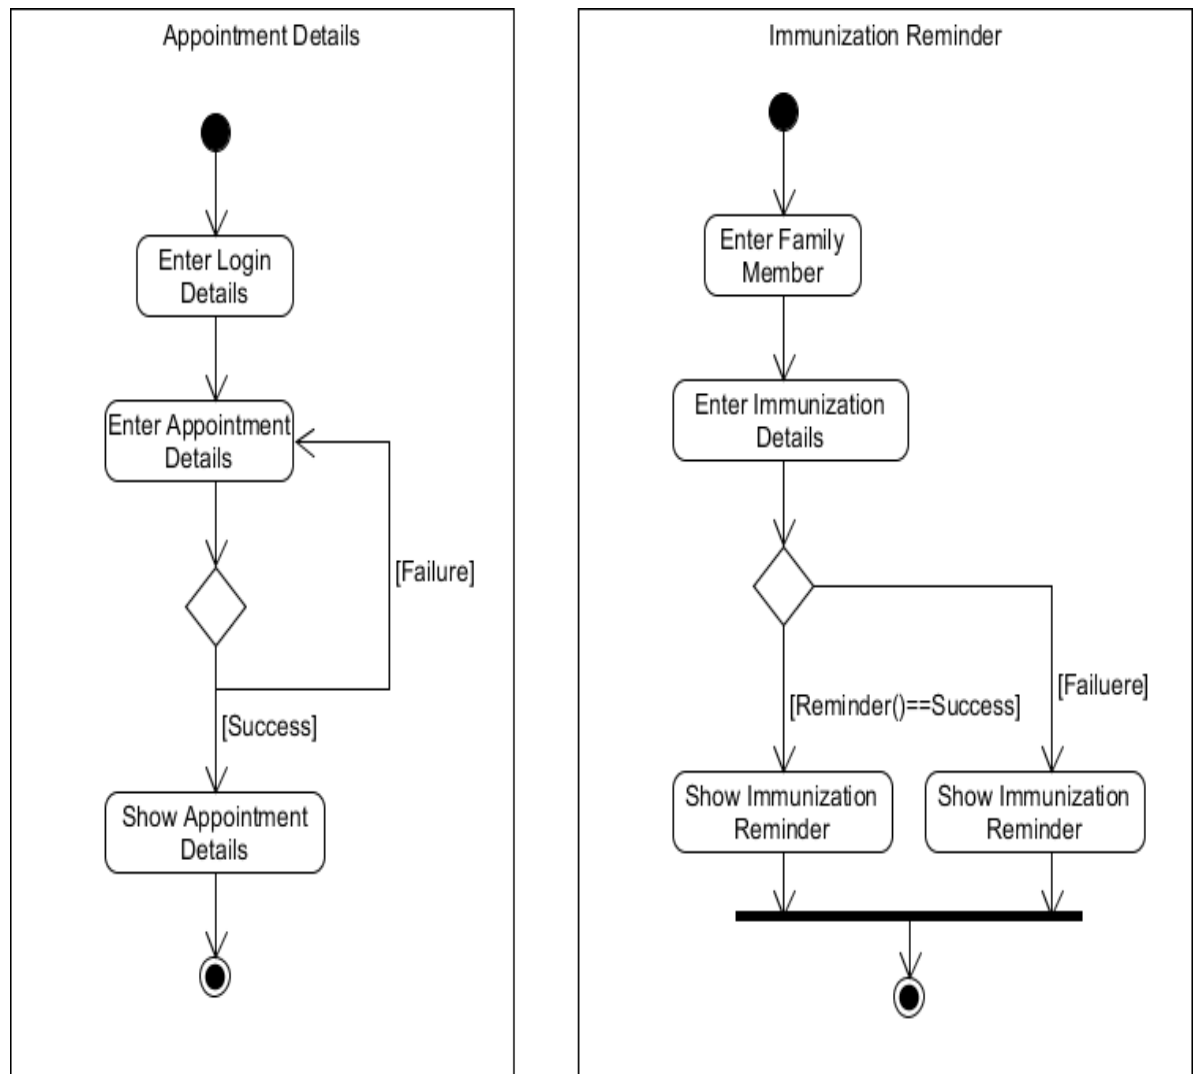 Appointment Details
Enter Login
Details
Enter Appointment
Details
[Failure]
[Success]
Show Appointment
Details
Immunization Reminder
Enter Family
Member
Enter Immunization
Details
[Reminder()==Success]
[Failuere]
Show Immunization
Reminder
Show Immunization
Reminder